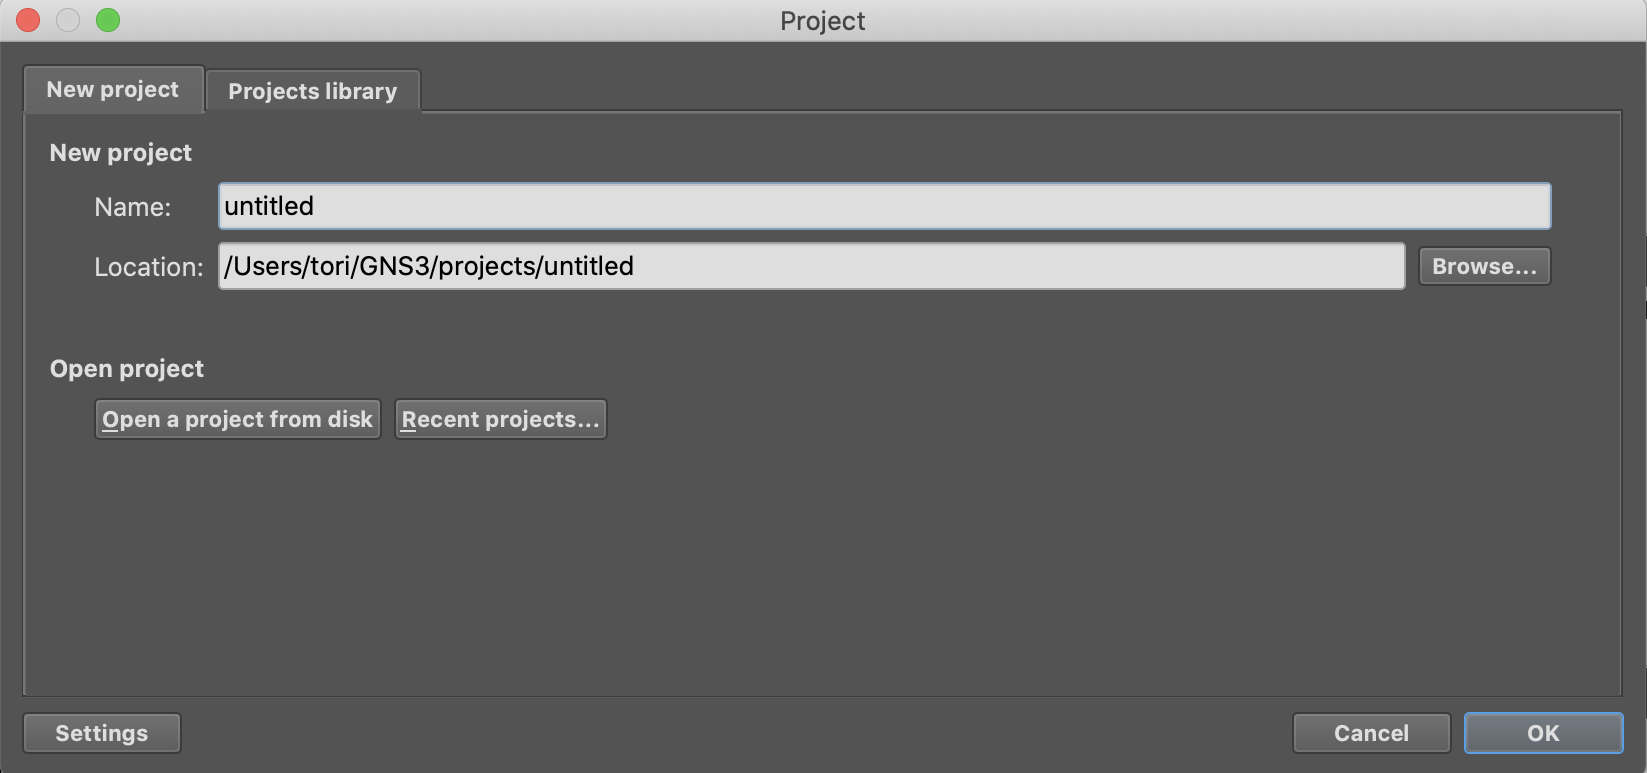 Project
New project Projects library
New project
Name: untitled
Location: /Users/tori/GNS3/projects/untitled Browse...
Open project
Open a project from disk Recent projects...
Settings Cancel OK